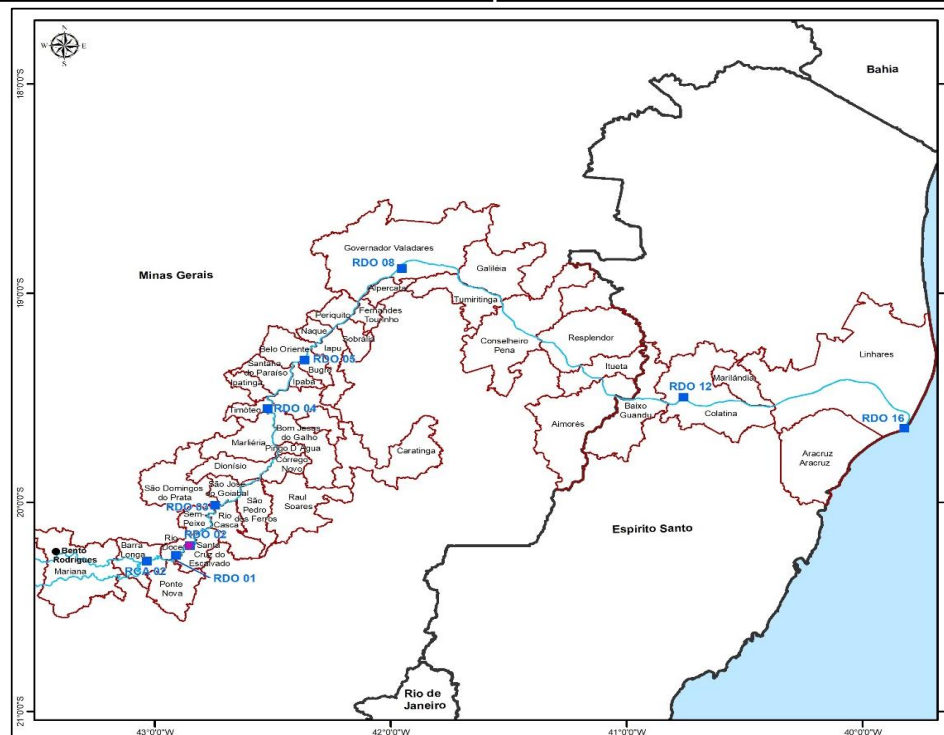 N
W E
S
Bahia
18°0'0"S
Governador Valadares
RDO 08
Galiléia
Minas Gerais
Alpercata
19°0'0"S
Tumiritinga
Fernandes
Tourinho
Periquito
Naque
Sobrália
Resplendor
Conselheiro
Pena
Belo Oriente
Iapu
RDO 05
Linhares
Santana
do Paraíso
Bugre
Itueta
Marilândia
Ipatinga
Ipaba
RDO 12
Timóteo
RDO 04
Baixo
Guandu
Colatina
RDO 16
Aimorés
Bom Jesus
do Galho
Marliéria
Pingo D'Água
Caratinga
Córrego
Novo
Aracruz
Aracruz
Dionísio
São Domingos
do Prata
São José
do Goiabal
Raul
Soares
20°0'0"S
São
Pedro
dos Ferros
Sem-
Peixo
Rio
Casca
Espírito Santo
RDO 02
Rio
Doce
Santa
Cruz do
Escalvado
Barra
Longa
Bento
Rodrigues
Mariana
RCA 02
RDO 01
Ponte
Nova
Rio de
Janeiro
21°0'0"S
43°0'0"W 42°0'0"W 41°0'0"W 40°0'0"W